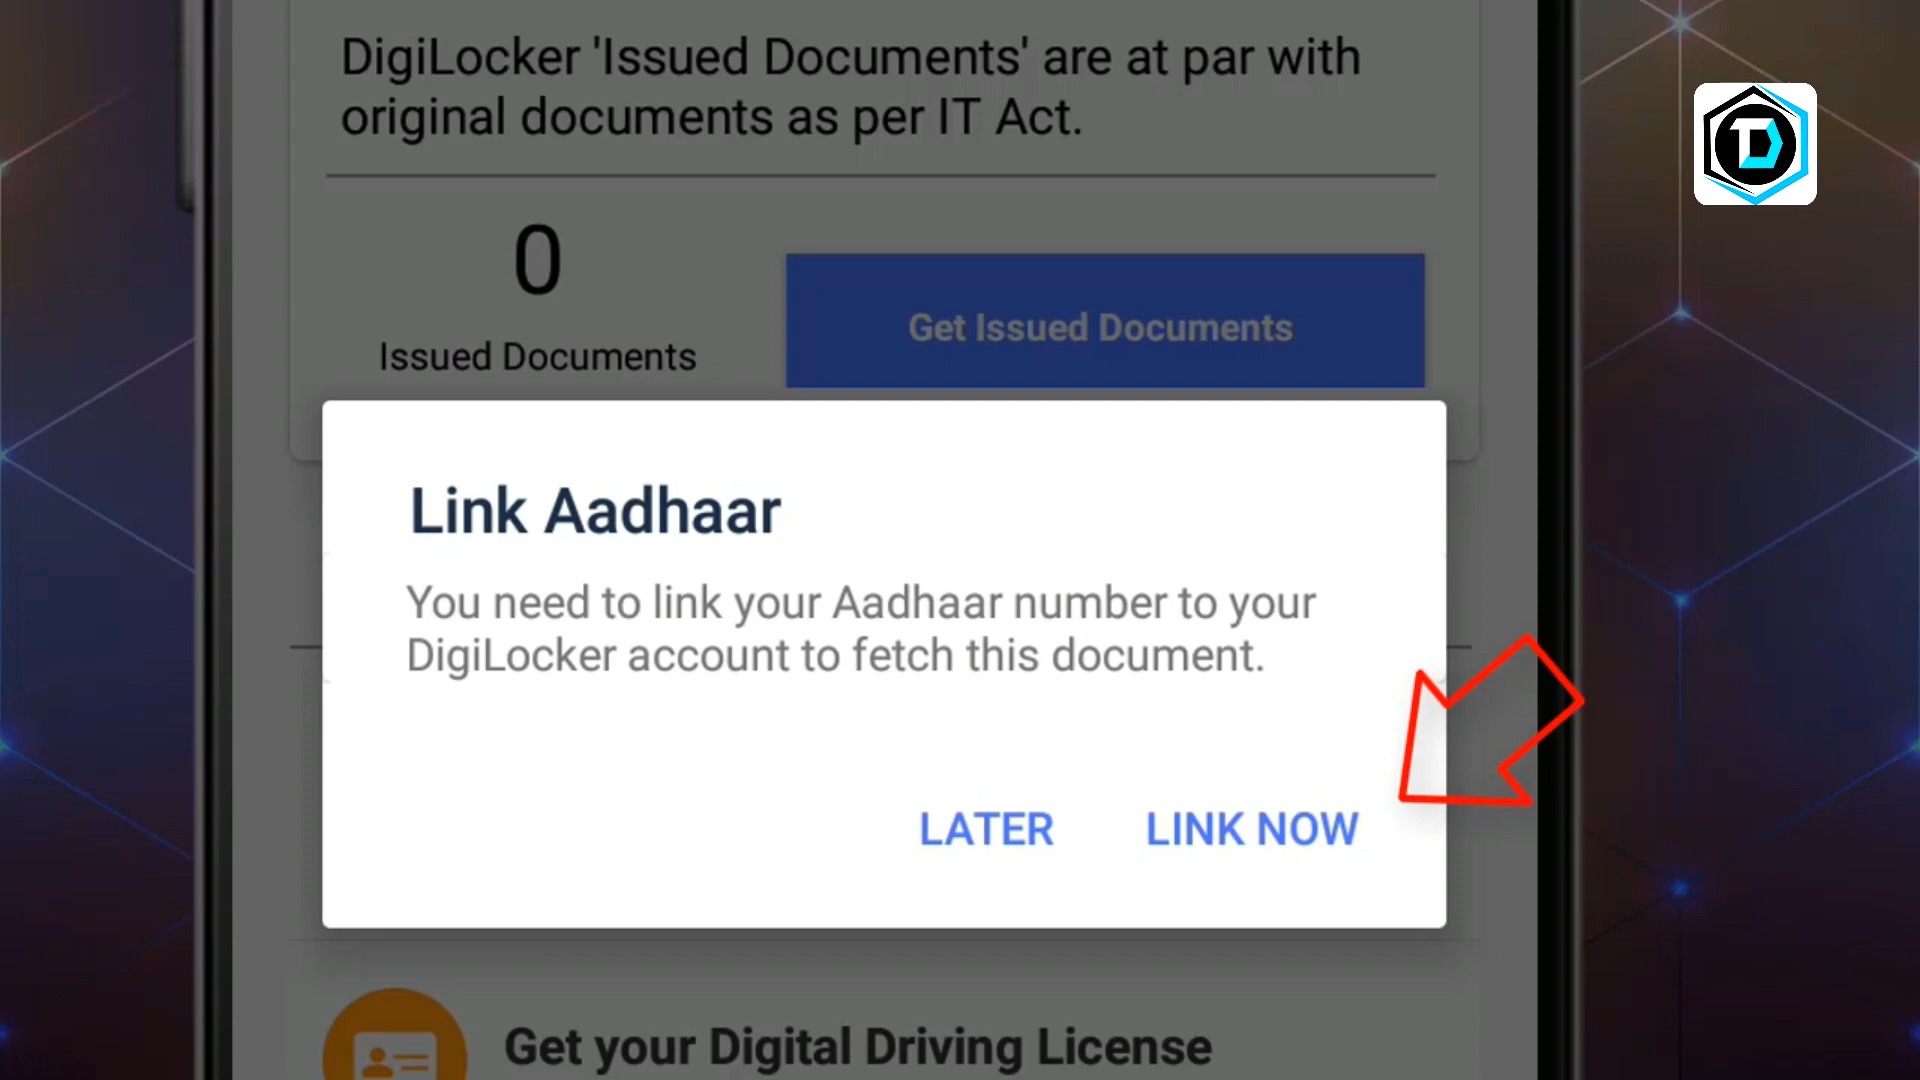 DigiLocker 'Issued Documents' are at par with
original documents as per IT Act.
0
Issued Documents
Get Issued Documents
Link Aadhaar
You need to link your Aadhaar number to your
DigiLocker account to fetch this document.
LATER
LINK NOW
Get your Digital Driving License